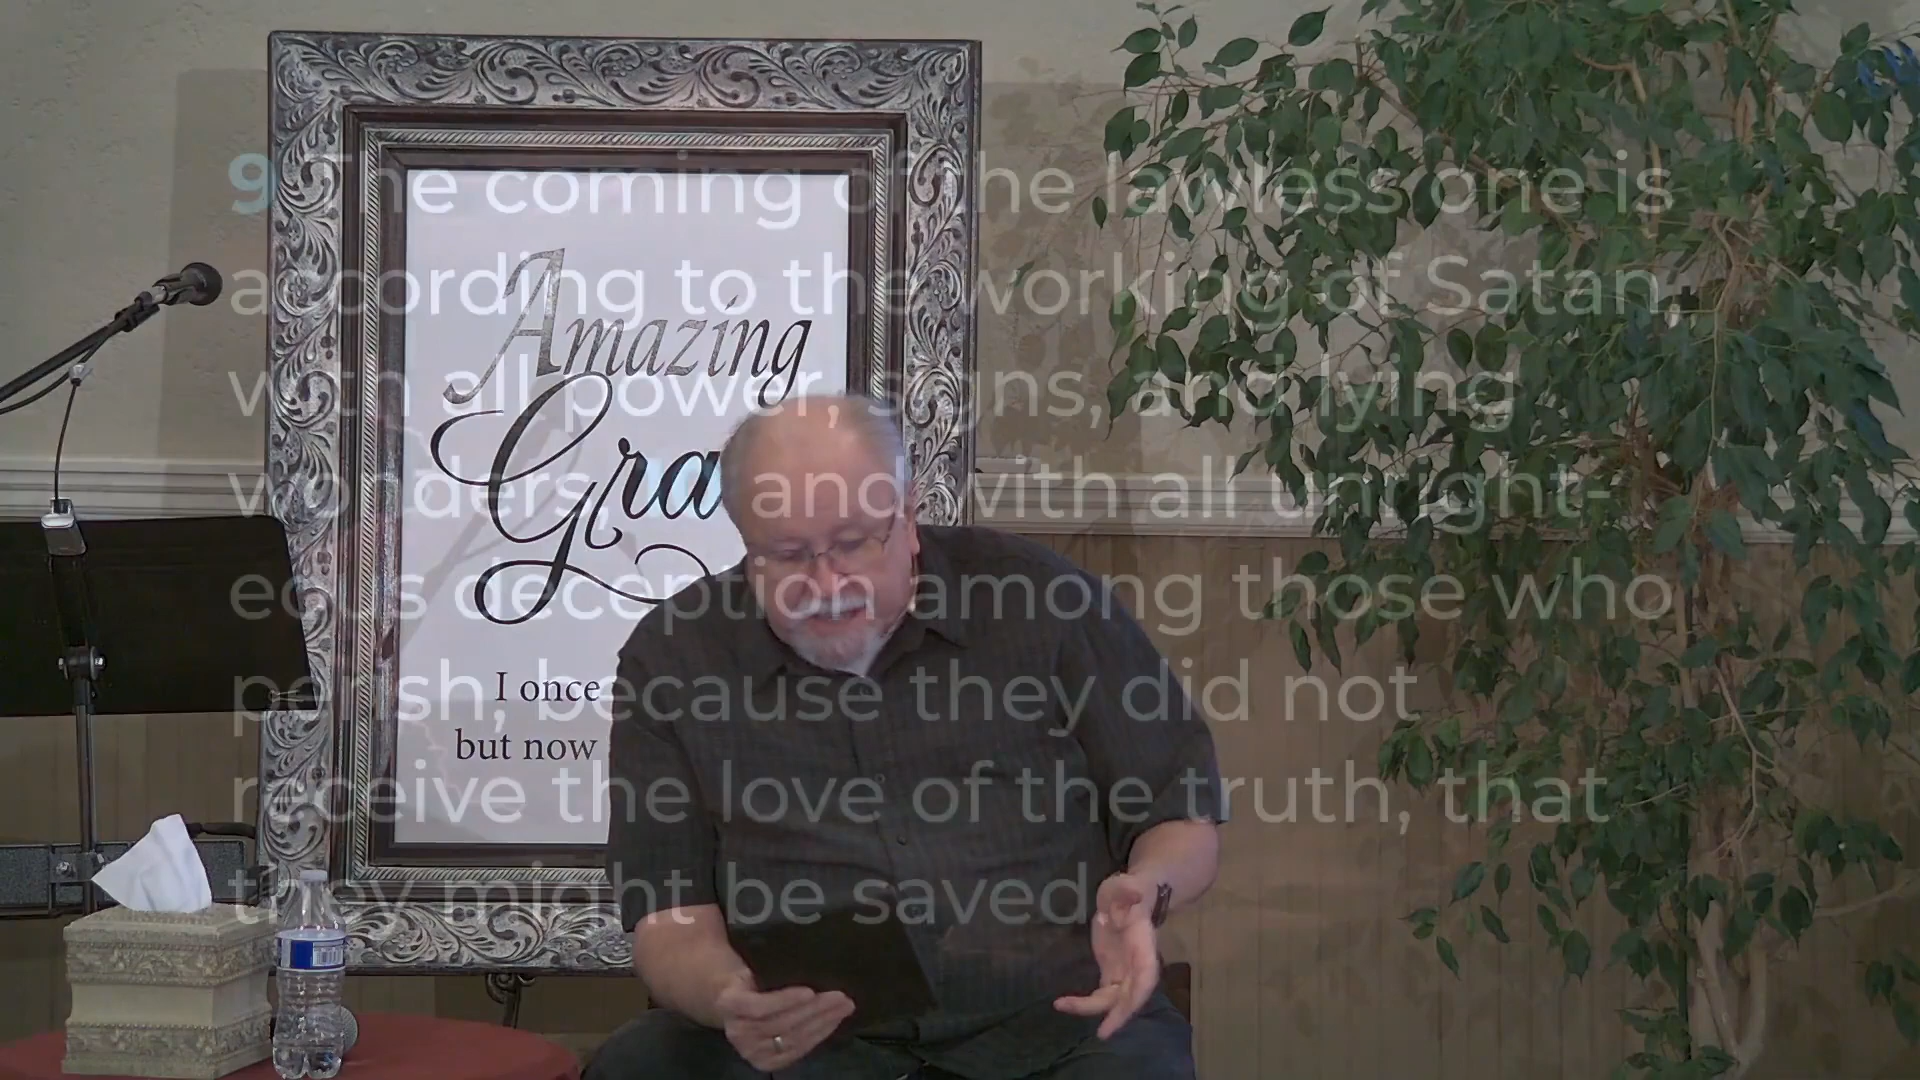 9 The coming of the lawless one is
according to the working of Satan,
with all power, signs, and lying
wonders, and with all unright-
eous deception among those who
perish, because they did not
receive the love of the truth, that
they might be saved.
Amazing
Gra
I once
but now